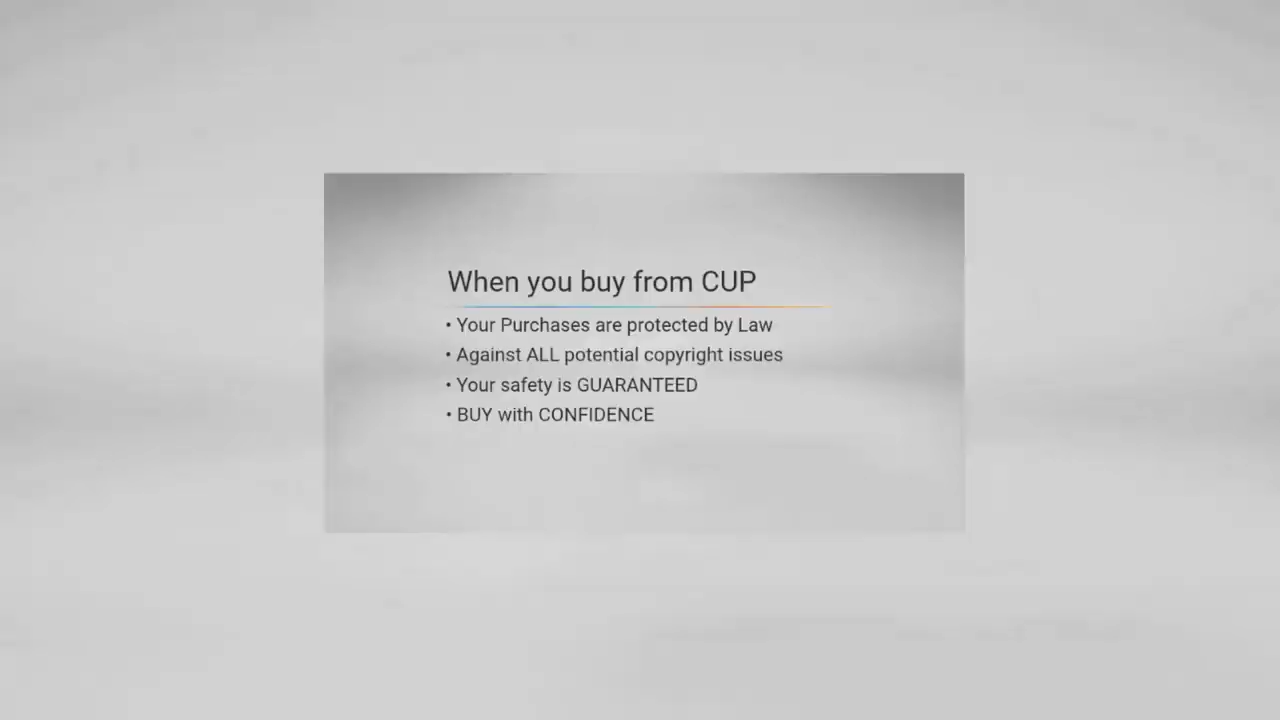 When you buy from CUP
• Your Purchases are protected by Law
• Against ALL potential copyright issues
• Your safety is GUARANTEED
• BUY with CONFIDENCE